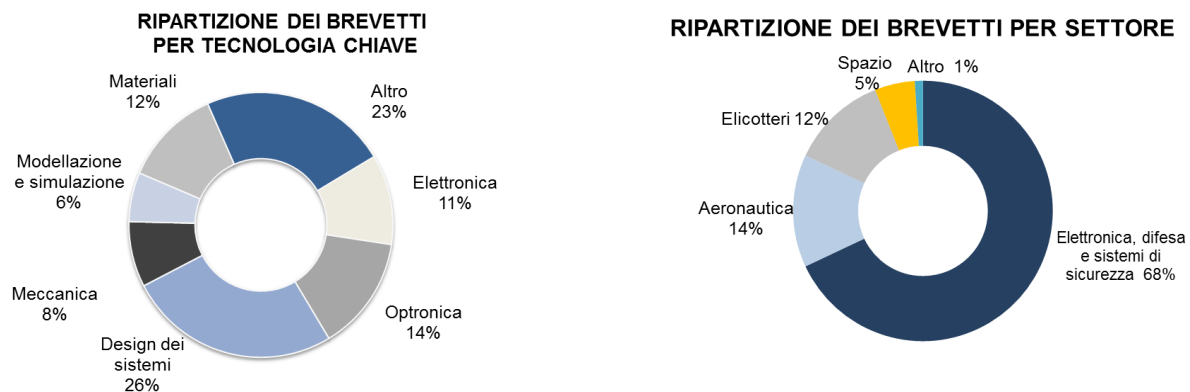 RIPARTIZIONE DEI BREVETTI
PER TECNOLOGIA CHIAVE
Materiali
12%
Altro
23%
Modellazione
e simulazione
6%
Elettronica
11%
Meccanica
8%
Optronica
14%
Design dei
sistemi
26%
RIPARTIZIONE DEI BREVETTI PER SETTORE
Spazio
5%
Altro 1%
Elicotteri 12%
Aeronautica
14%
Elettronica, difesa
e sistemi di
sicurezza 68%